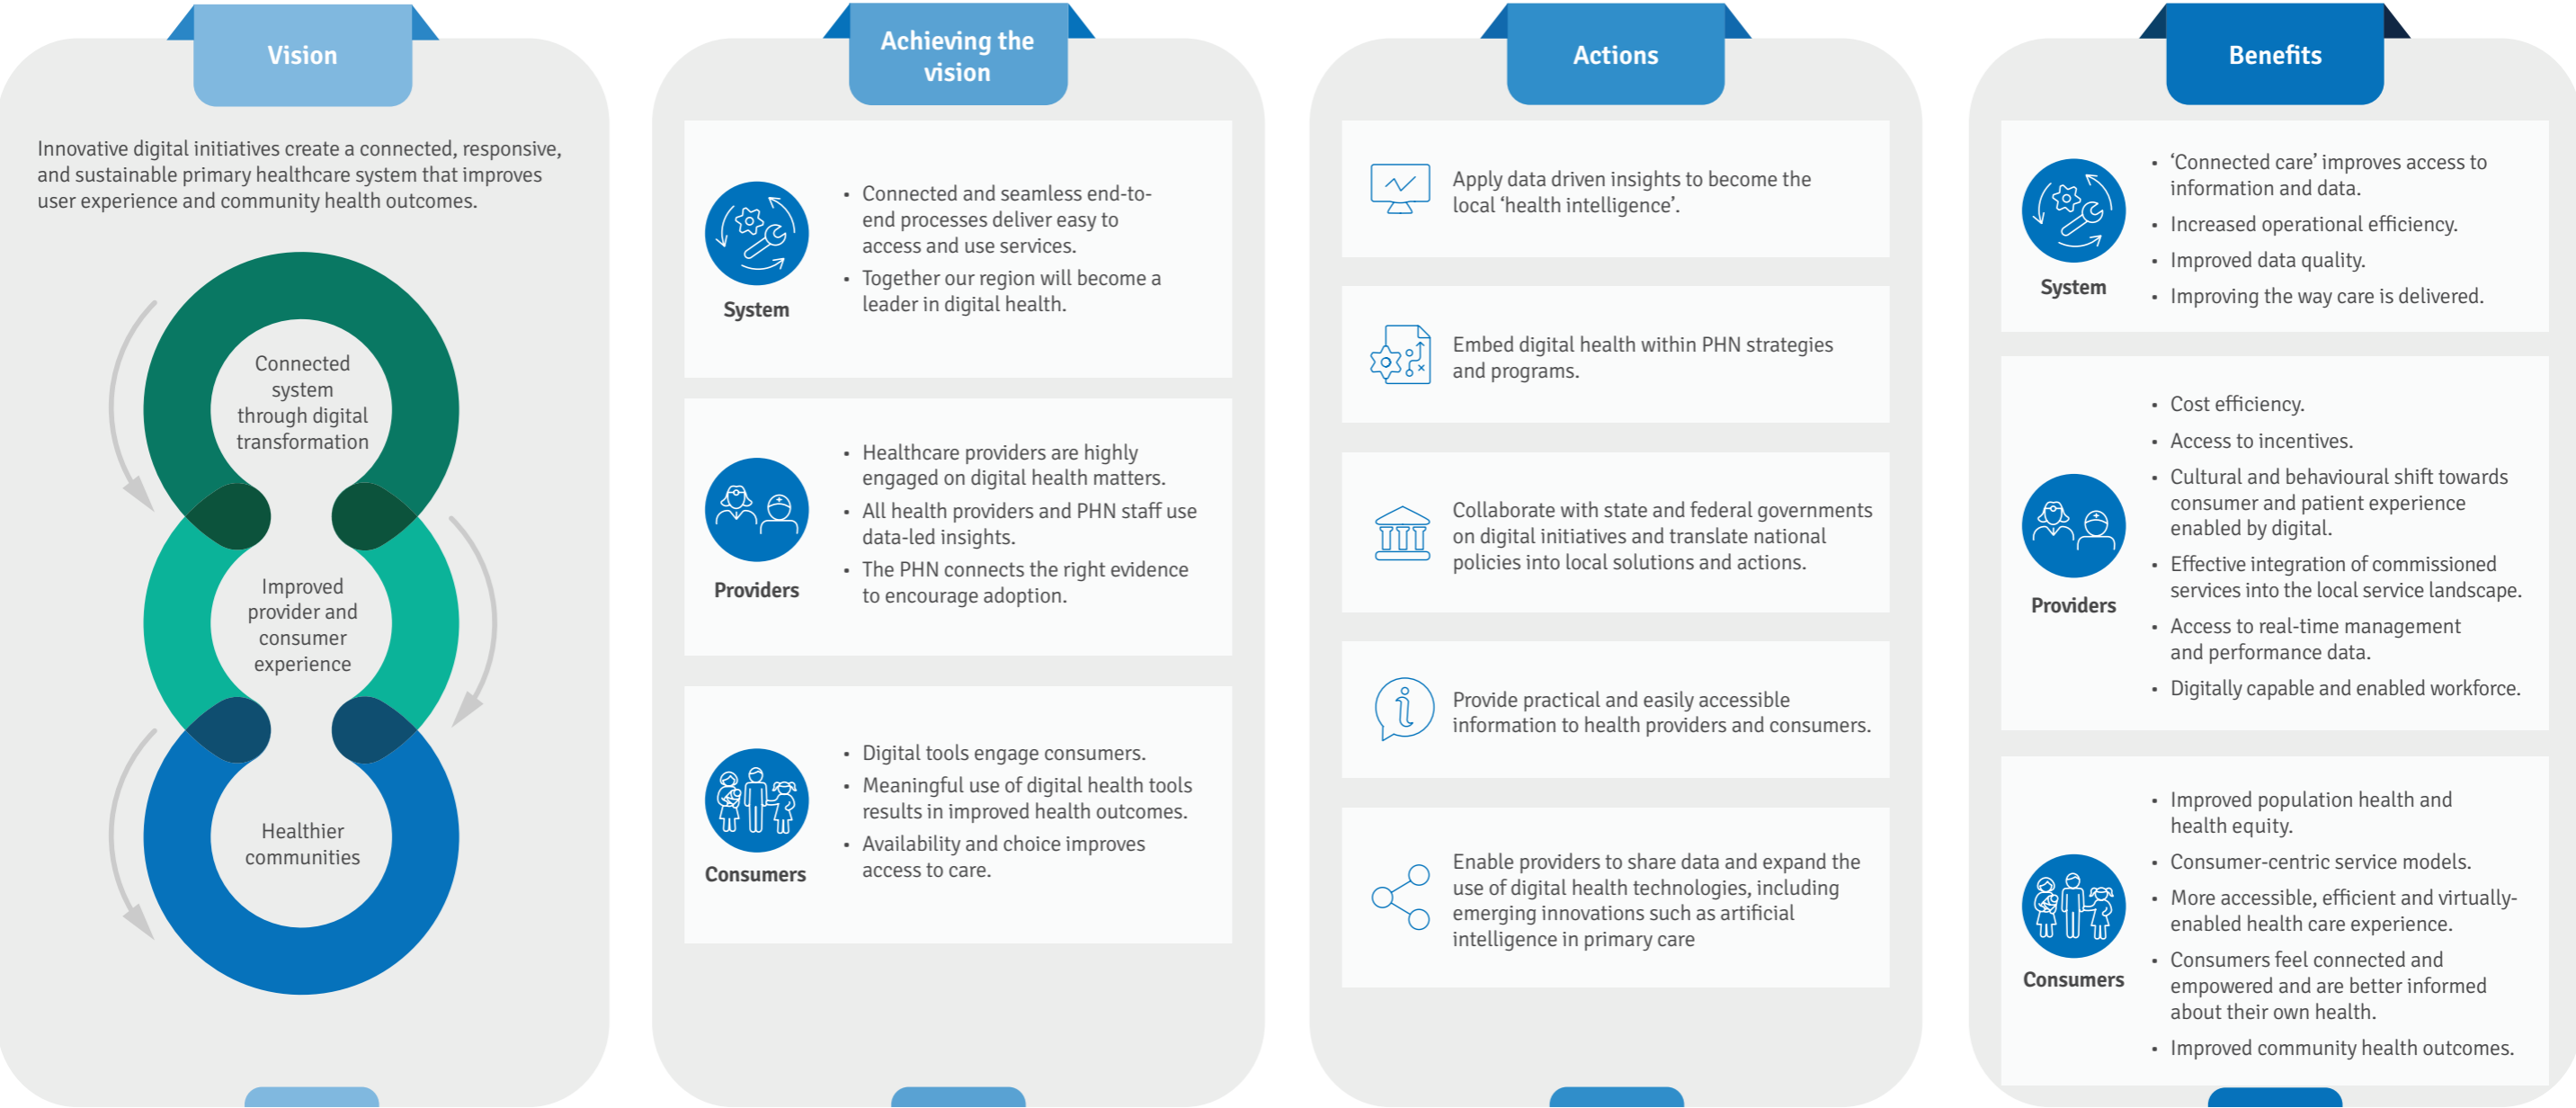 Vision
Innovative digital initiatives create a connected, responsive,
and sustainable primary healthcare system that improves
user experience and community health outcomes.
Connected
system
through digital
transformation
Improved
provider and
consumer
experience
Healthier
communities
Achieving the
vision
System
• Connected and seamless end-to-
end processes deliver easy to
access and use services.
• Together our region will become a
leader in digital health.
Providers
• Healthcare providers are highly
engaged on digital health matters.
• All health providers and PHN staff use
data-led insights.
• The PHN connects the right evidence
to encourage adoption.
Consumers
• Digital tools engage consumers.
• Meaningful use of digital health tools
results in improved health outcomes.
• Availability and choice improves
access to care.
Actions
Apply data driven insights to become the
local ‘health intelligence’.
Embed digital health within PHN strategies
and programs.
Collaborate with state and federal governments
on digital initiatives and translate national
policies into local solutions and actions.
Provide practical and easily accessible
information to health providers and consumers.
Enable providers to share data and expand the
use of digital health technologies, including
emerging innovations such as artificial
intelligence in primary care
Benefits
System
• ‘Connected care’ improves access to
information and data.
• Increased operational efficiency.
• Improved data quality.
• Improving the way care is delivered.
Providers
• Cost efficiency.
• Access to incentives.
• Cultural and behavioural shift towards
consumer and patient experience
enabled by digital.
• Effective integration of commissioned
services into the local service landscape.
• Access to real-time management
and performance data.
• Digitally capable and enabled workforce.
Consumers
• Improved population health and
health equity.
• Consumer-centric service models.
• More accessible, efficient and virtually-
enabled health care experience.
• Consumers feel connected and
empowered and are better informed
about their own health.
• Improved community health outcomes.